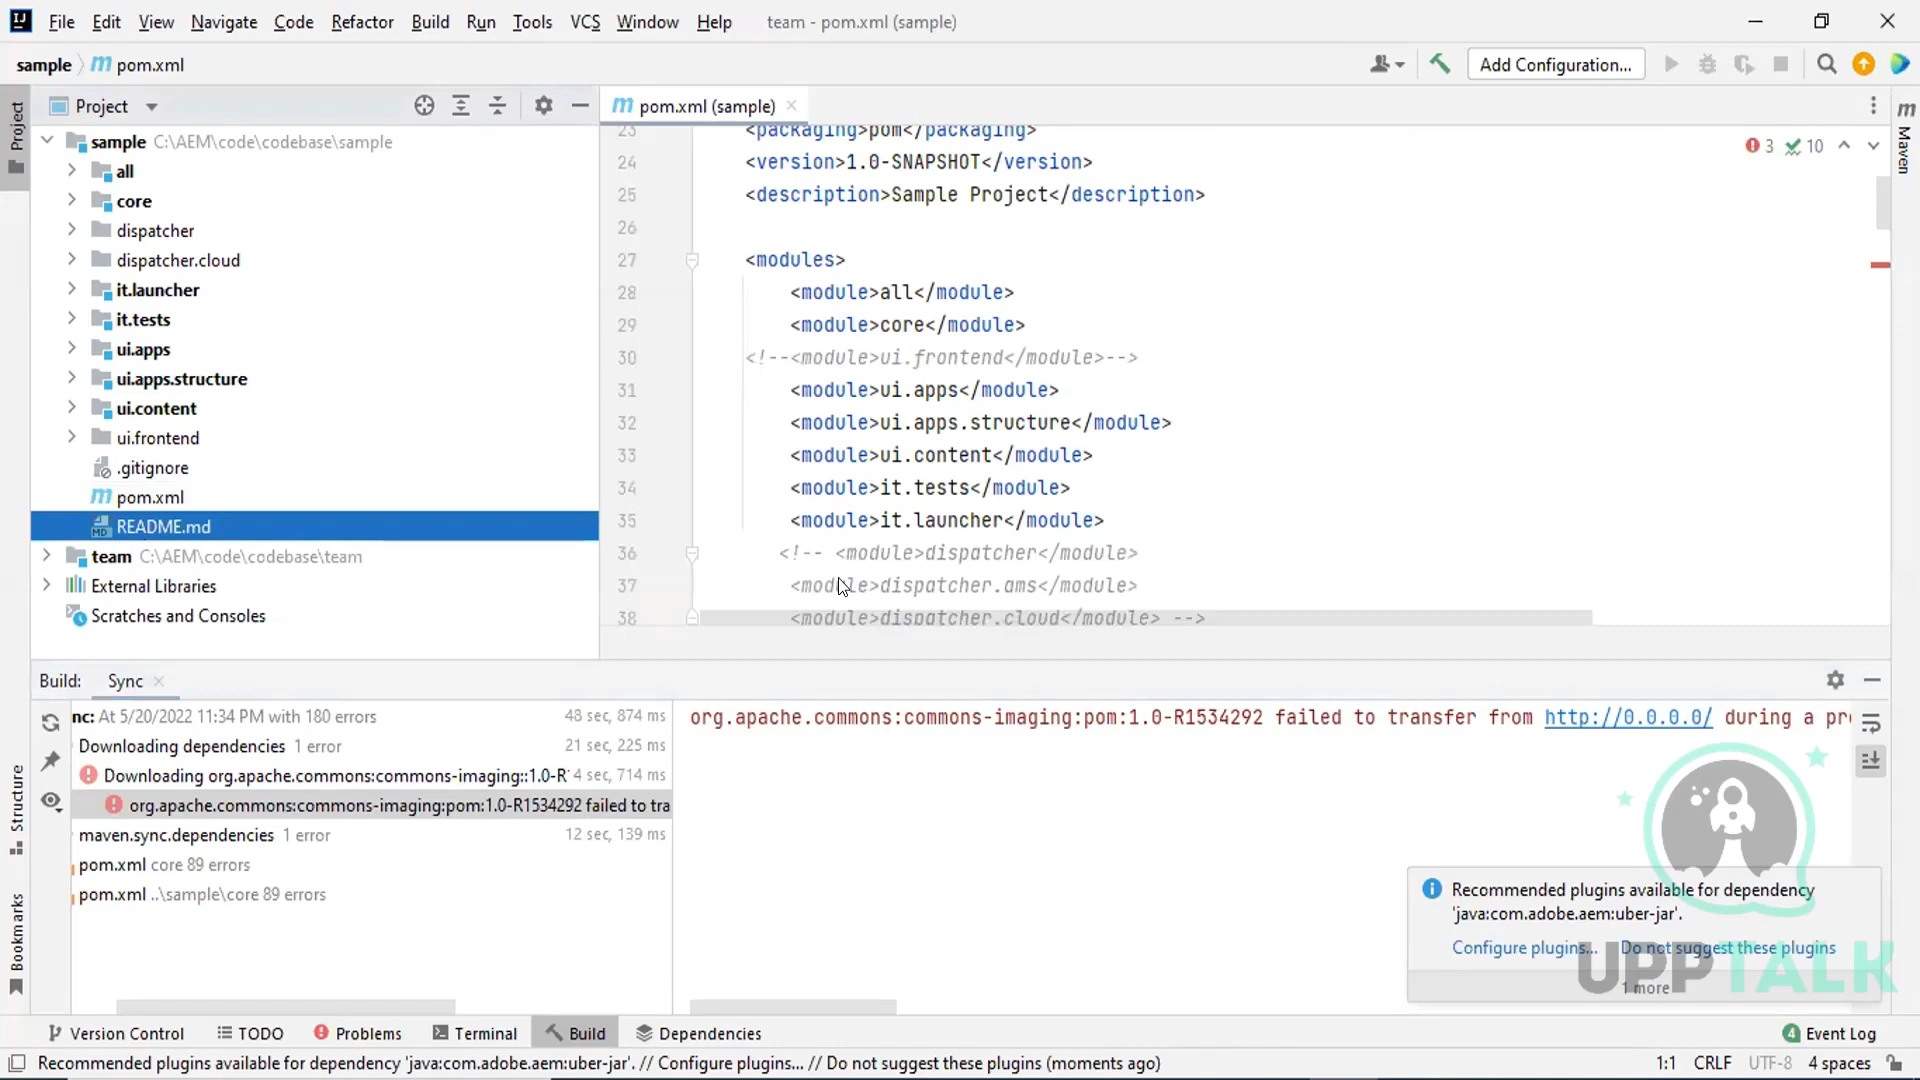 File Edit View Navigate Code Refactor Build Run Tools VCS Window Help team - pom.xml (sample)
sample m pom.xml Add Configuration...
Project
Project
sample C:\AEM\code\codebase\sample
all
core
dispatcher
dispatcher.cloud
it.launcher
it.tests
ui.apps
ui.apps.structure
ui.content
ui.frontend
.gitignore
m pom.xml
README.md
team C:\AEM\code\codebase\team
External Libraries
Scratches and Consoles
m pom.xml (sample)
3 10
m Maven
23 <packaging>pom</packaging>
24 <version>1.0-SNAPSHOT</version>
25 <description>Sample Project</description>
26
27 <modules>
28 <module>all</module>
29 <module>core</module>
30 <!--<module>ui.frontend</module>-->
31 <module>ui.apps</module>
32 <module>ui.apps.structure</module>
33 <module>ui.content</module>
34 <module>it.tests</module>
35 <module>it.launcher</module>
36 <!-- <module>dispatcher</module>
37 <module>dispatcher.ams</module>
38 <module>dispatcher.cloud</module> -->
Build: Sync
nc: At 5/20/2022 11:34 PM with 180 errors 48 sec, 874 ms
Downloading dependencies 1 error 21 sec, 225 ms
Downloading org.apache.commons:commons-imaging::1.0-R 4 sec, 714 ms
org.apache.commons:commons-imaging:pom:1.0-R1534292 failed to tra
maven.sync.dependencies 1 error 12 sec, 139 ms
pom.xml core 89 errors
pom.xml ..\sample\core 89 errors
org.apache.commons:commons-imaging:pom:1.0-R1534292 failed to transfer from http://0.0.0.0/ during a pr
Structure
Bookmarks
Recommended plugins available for dependency
'java:com.adobe.aem:uber-jar'.
Configure plugins... Do not suggest these plugins
1 more
UPPTALK
Version Control TODO Problems Terminal Build Dependencies 4 Event Log
Recommended plugins available for dependency 'java:com.adobe.aem:uber-jar'. // Configure plugins... // Do not suggest these plugins (moments ago) 1:1 CRLF UTF-8 4 spaces